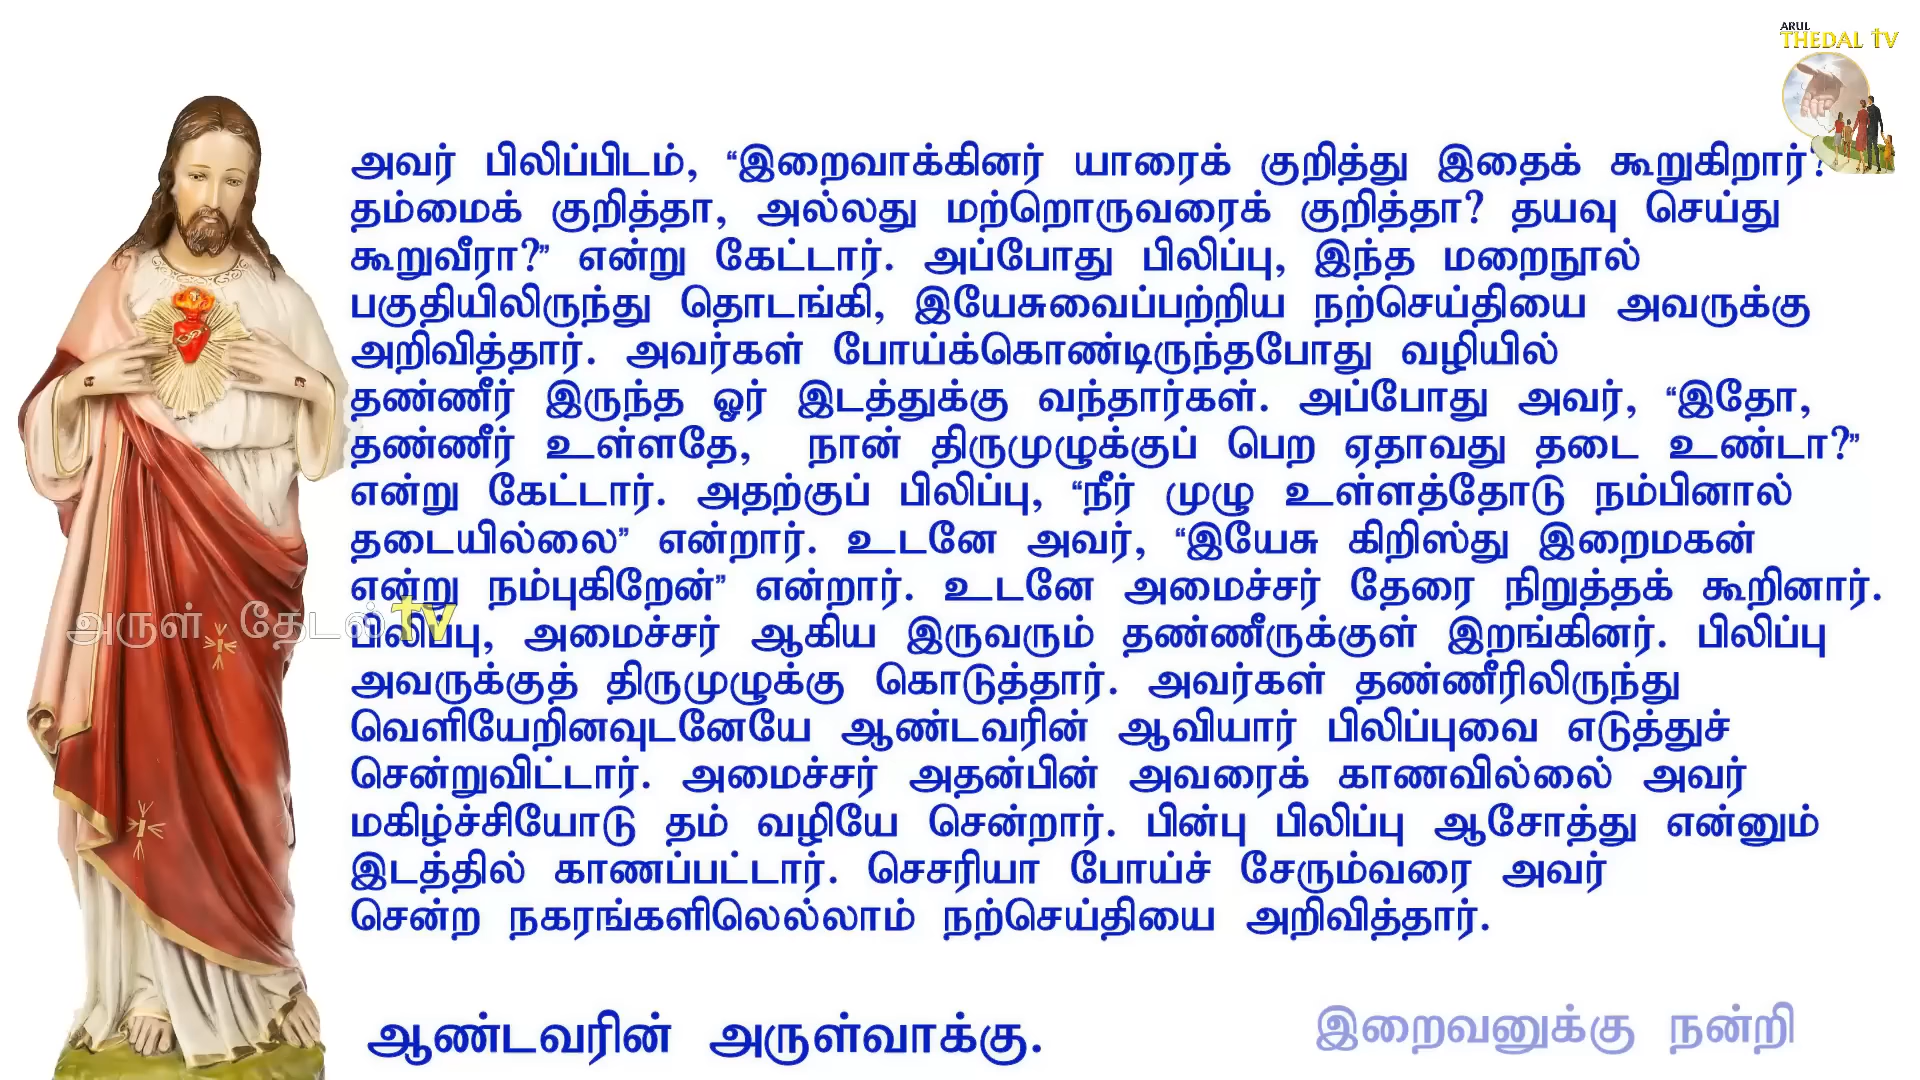 ARUL
THEDAL TV
அவர் பிலிப்பிடம், “இறைவாக்கினர் யாரைக் குறித்து இதைக் கூறுகிறார்?
தம்மைக் குறித்தா, அல்லது மற்றொருவரைக் குறித்தா? தயவு செய்து
கூறுவீரா?” என்று கேட்டார். அப்போது பிலிப்பு, இந்த மறைநூல்
பகுதியிலிருந்து தொடங்கி, இயேசுவைப்பற்றிய நற்செய்தியை அவருக்கு
அறிவித்தார். அவர்கள் போய்க்கொண்டிருந்தபோது வழியில்
தண்ணீர் இருந்த ஓர் இடத்துக்கு வந்தார்கள். அப்போது அவர், “இதோ,
தண்ணீர் உள்ளதே, நான் திருமுழுக்குப் பெற ஏதாவது தடை உண்டா?”
என்று கேட்டார். அதற்குப் பிலிப்பு, “நீர் முழு உள்ளத்தோடு நம்பினால்
தடையில்லை” என்றார். உடனே அவர், “இயேசு கிறிஸ்து இறைமகன்
என்று நம்புகிறேன்” என்றார். உடனே அமைச்சர் தேரை நிறுத்தக் கூறினார்.
அருள் தேடல் tv
பிலிப்பு, அமைச்சர் ஆகிய இருவரும் தண்ணீருக்குள் இறங்கினர். பிலிப்பு
அவருக்குத் திருமுழுக்கு கொடுத்தார். அவர்கள் தண்ணீரிலிருந்து
வெளியேறினவுடனேயே ஆண்டவரின் ஆவியார் பிலிப்புவை எடுத்துச்
சென்றுவிட்டார். அமைச்சர் அதன்பின் அவரைக் காணவில்லை அவர்
மகிழ்ச்சியோடு தம் வழியே சென்றார். பின்பு பிலிப்பு ஆசோத்து என்னும்
இடத்தில் காணப்பட்டார். செசரியா போய்ச் சேரும்வரை அவர்
சென்ற நகரங்களிலெல்லாம் நற்செய்தியை அறிவித்தார்.
ஆண்டவரின் அருள்வாக்கு.
இறைவனுக்கு நன்றி